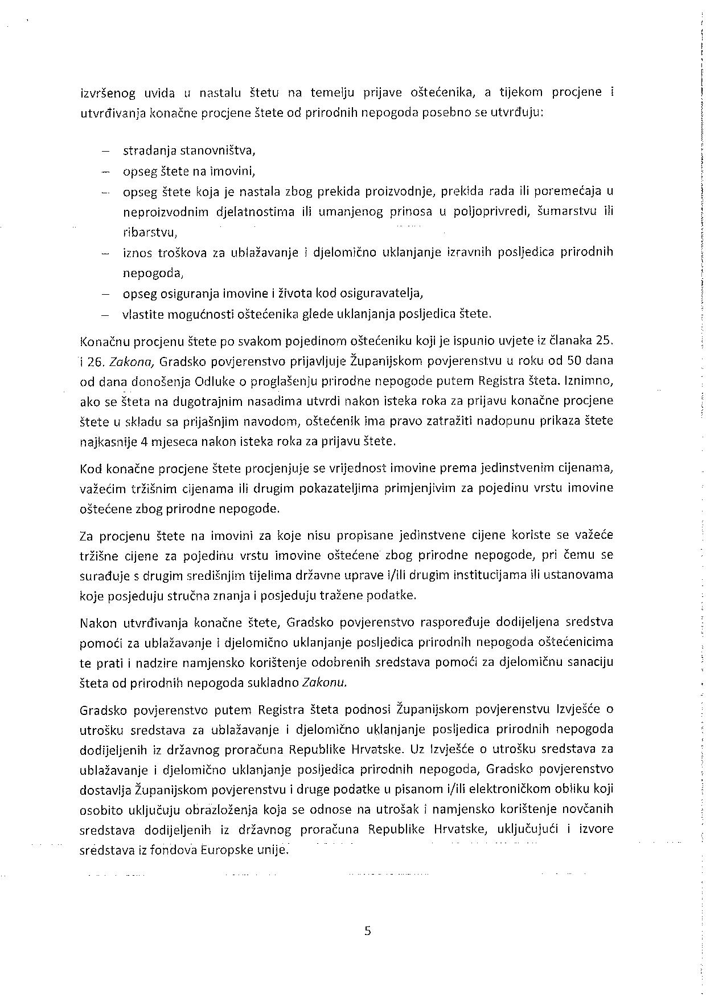 izvršenog uvida u nastalu štetu na temelju prijave oštećenika, a tijekom procjene i
utvrđivanja konačne procjene štete od prirodnih nepogoda posebno se utvrđuju:
– stradanja stanovništva,
– opseg štete na imovini,
– opseg štete koja je nastala zbog prekida proizvodnje, prekida rada ili poremećaja u
neproizvodnim djelatnostima ili umanjenog prinosa u poljoprivredi, šumarstvu ili
ribarstvu,
– iznos troškova za ublažavanje i djelomično uklanjanje izravnih posljedica prirodnih
nepogoda,
– opseg osiguranja imovine i života kod osiguravatelja,
– vlastite mogućnosti oštećenika glede uklanjanja posljedica štete.
Konačnu procjenu štete po svakom pojedinom oštećeniku koji je ispunio uvjete iz članaka 25.
i 26. Zakona, Gradsko povjerenstvo prijavljuje Županijskom povjerenstvu u roku od 50 dana
od dana donošenja Odluke o proglašenju prirodne nepogode putem Registra šteta. Iznimno,
ako se šteta na dugotrajnim nasadima utvrdi nakon isteka roka za prijavu konačne procjene
štete u skladu sa prijašnjim navodom, oštećenik ima pravo zatražiti nadopunu prikaza štete
najkasnije 4 mjeseca nakon isteka roka za prijavu štete.
Kod konačne procjene štete procjenjuje se vrijednost imovine prema jedinstvenim cijenama,
važećim tržišnim cijenama ili drugim pokazateljima primjenjivim za pojedinu vrstu imovine
oštećene zbog prirodne nepogode.
Za procjenu štete na imovini za koje nisu propisane jedinstvene cijene koriste se važeće
tržišne cijene za pojedinu vrstu imovine oštećene zbog prirodne nepogode, pri čemu se
surađuje s drugim središnjim tijelima državne uprave i/ili drugim institucijama ili ustanovama
koje posjeduju stručna znanja i posjeduju tražene podatke.
Nakon utvrđivanja konačne štete, Gradsko povjerenstvo raspoređuje dodijeljena sredstva
pomoći za ublažavanje i djelomično uklanjanje posljedica prirodnih nepogoda oštećenicima
te prati i nadzire namjensko korištenje odobrenih sredstava pomoći za djelomičnu sanaciju
šteta od prirodnih nepogoda sukladno Zakonu.
Gradsko povjerenstvo putem Registra šteta podnosi Županijskom povjerenstvu Izvješće o
utrošku sredstava za ublažavanje i djelomično uklanjanje posljedica prirodnih nepogoda
dodijeljenih iz državnog proračuna Republike Hrvatske. Uz Izvješće o utrošku sredstava za
ublažavanje i djelomično uklanjanje posljedica prirodnih nepogoda, Gradsko povjerenstvo
dostavlja Županijskom povjerenstvu i druge podatke u pisanom i/ili elektroničkom obliku koji
osobito uključuju obrazloženja koja se odnose na utrošak i namjensko korištenje novčanih
sredstava dodijeljenih iz državnog proračuna Republike Hrvatske, uključujući i izvore
sredstava iz fondova Europske unije.
5